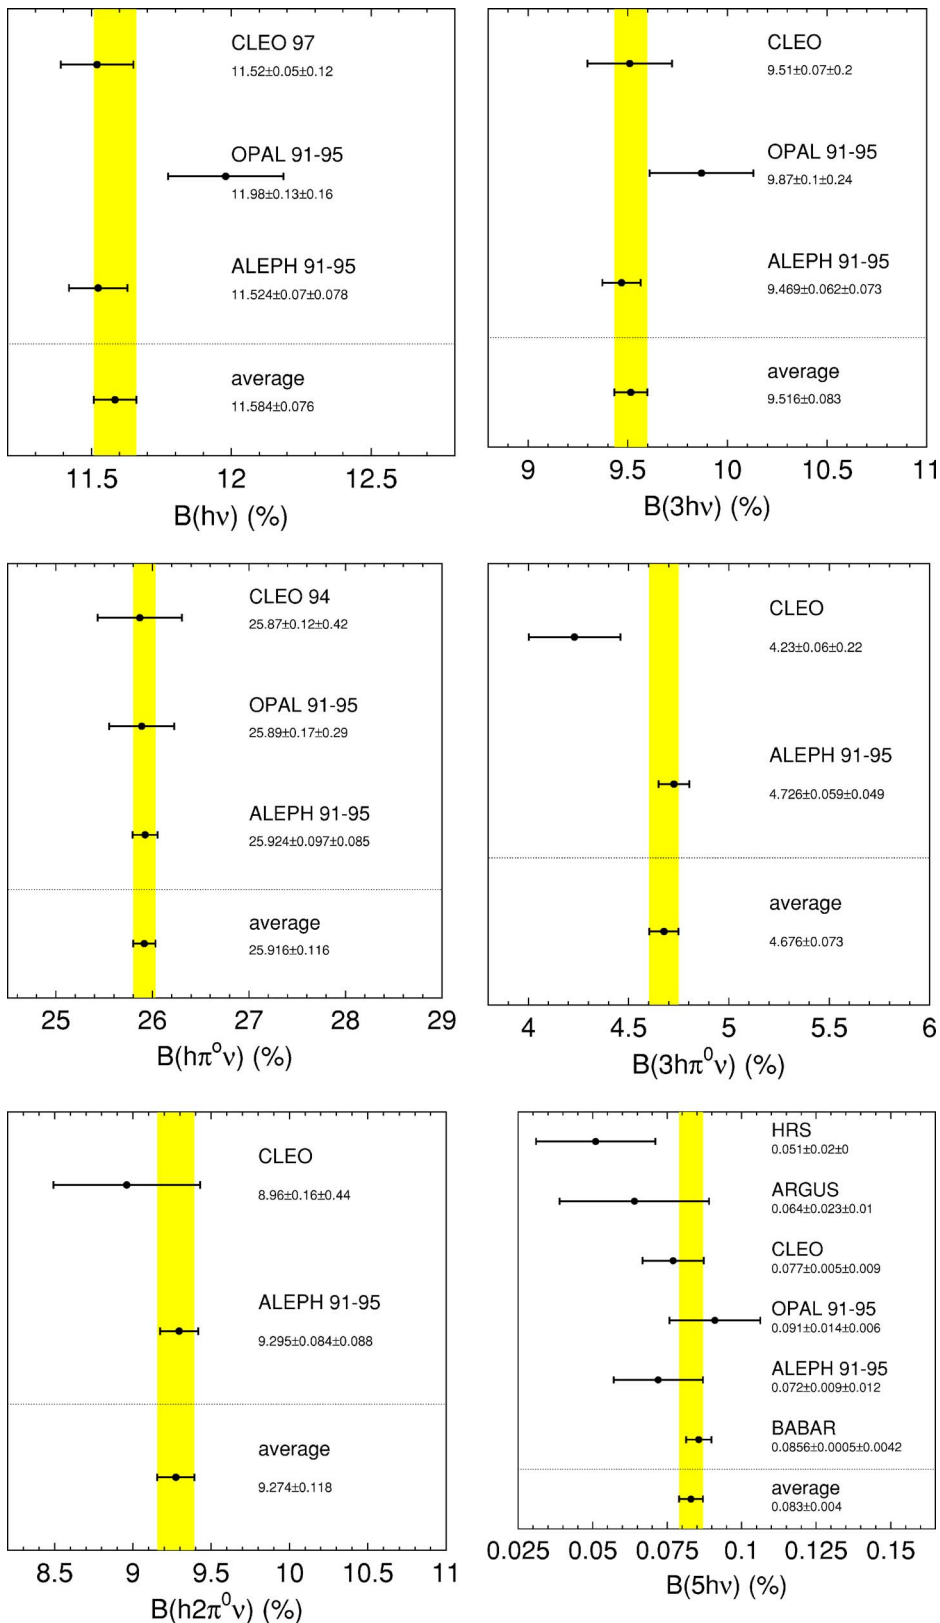 CLEO 97
11.52±0.05±0.12
OPAL 91-95
11.98±0.13±0.16
ALEPH 91-95
11.524±0.07±0.078
average
11.584±0.076
11.5 12 12.5
B(hν) (%)
CLEO
9.51±0.07±0.2
OPAL 91-95
9.87±0.1±0.24
ALEPH 91-95
9.469±0.062±0.073
average
9.516±0.083
9 9.5 10 10.5 11
B(3hν) (%)
CLEO 94
25.87±0.12±0.42
OPAL 91-95
25.89±0.17±0.29
ALEPH 91-95
25.924±0.097±0.085
average
25.916±0.116
25 26 27 28 29
B(hπ⁰ν) (%)
CLEO
4.23±0.06±0.22
ALEPH 91-95
4.726±0.059±0.049
average
4.676±0.073
4 4.5 5 5.5 6
B(3hπ⁰ν) (%)
CLEO
8.96±0.16±0.44
ALEPH 91-95
9.295±0.084±0.088
average
9.274±0.118
8.5 9 9.5 10 10.5 11
B(h2π⁰ν) (%)
HRS
0.051±0.02±0
ARGUS
0.064±0.023±0.01
CLEO
0.077±0.005±0.009
OPAL 91-95
0.091±0.014±0.006
ALEPH 91-95
0.072±0.009±0.012
BABAR
0.0856±0.0005±0.0042
average
0.083±0.004
0.025 0.05 0.075 0.1 0.125 0.15
B(5hν) (%)